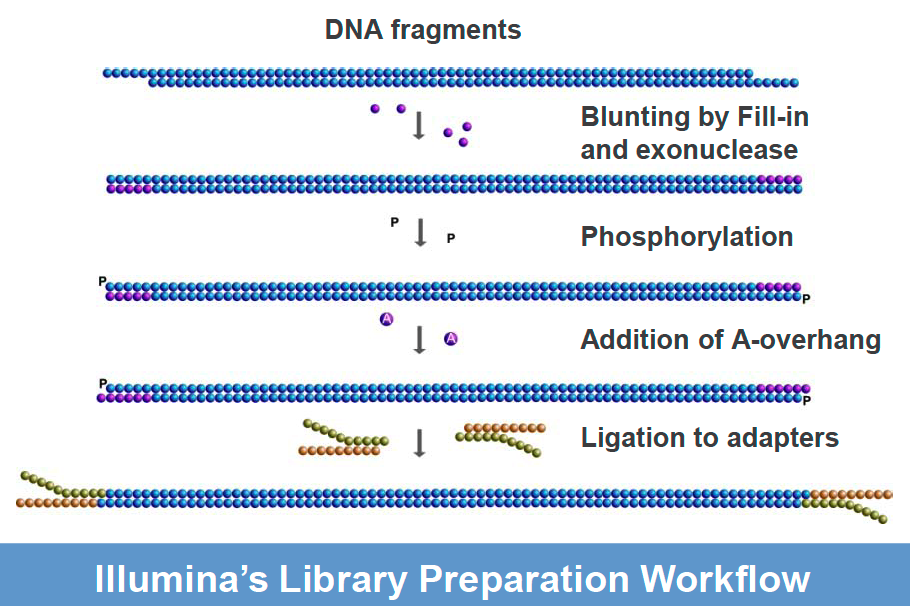 DNA fragments
Blunting by Fill-in
and exonuclease
P
P
Phosphorylation
P
P
A
A
Addition of A-overhang
P
P
Ligation to adapters
Illumina’s Library Preparation Workflow